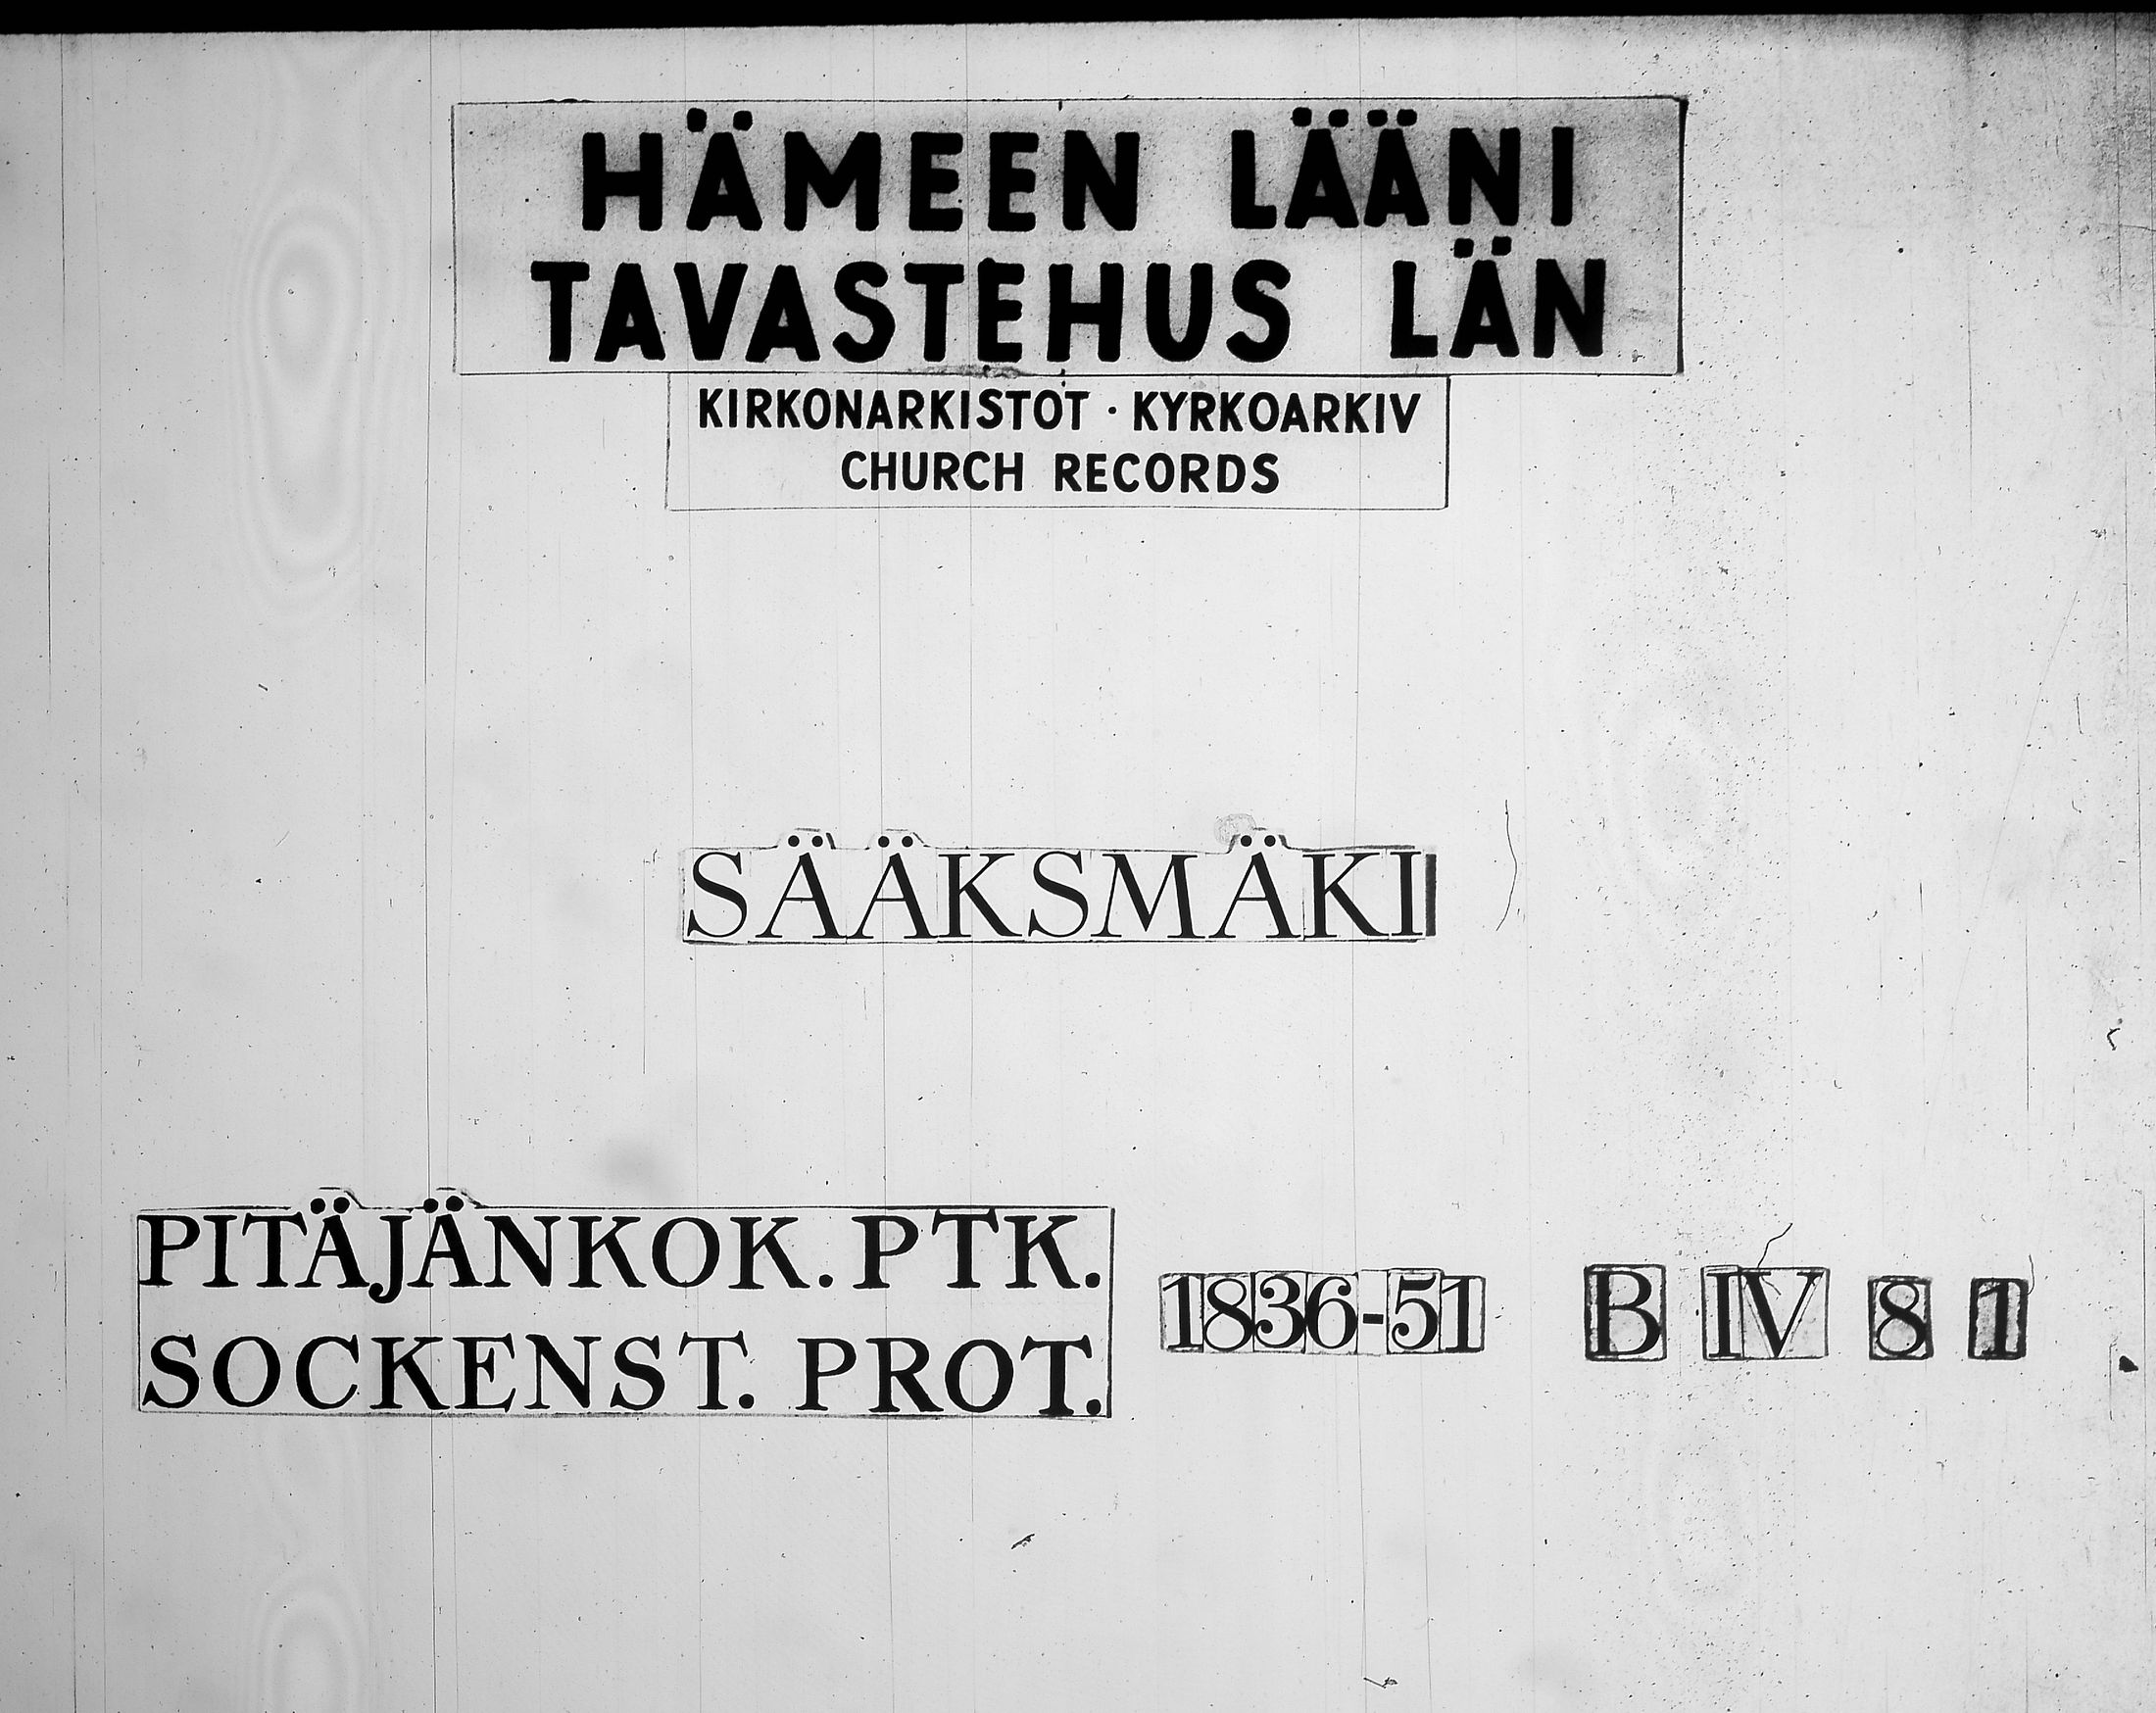 HÄMEEN LÄÄNI
TAVASTEHUS LÄN
KIRKONARKISTOT · KYRKOARKIV
CHURCH RECORDS
SÄÄKSMÄKI
PITÄJÄNKOK. PTK.
SOCKENST. PROT.
1836-51 B IV 8 1